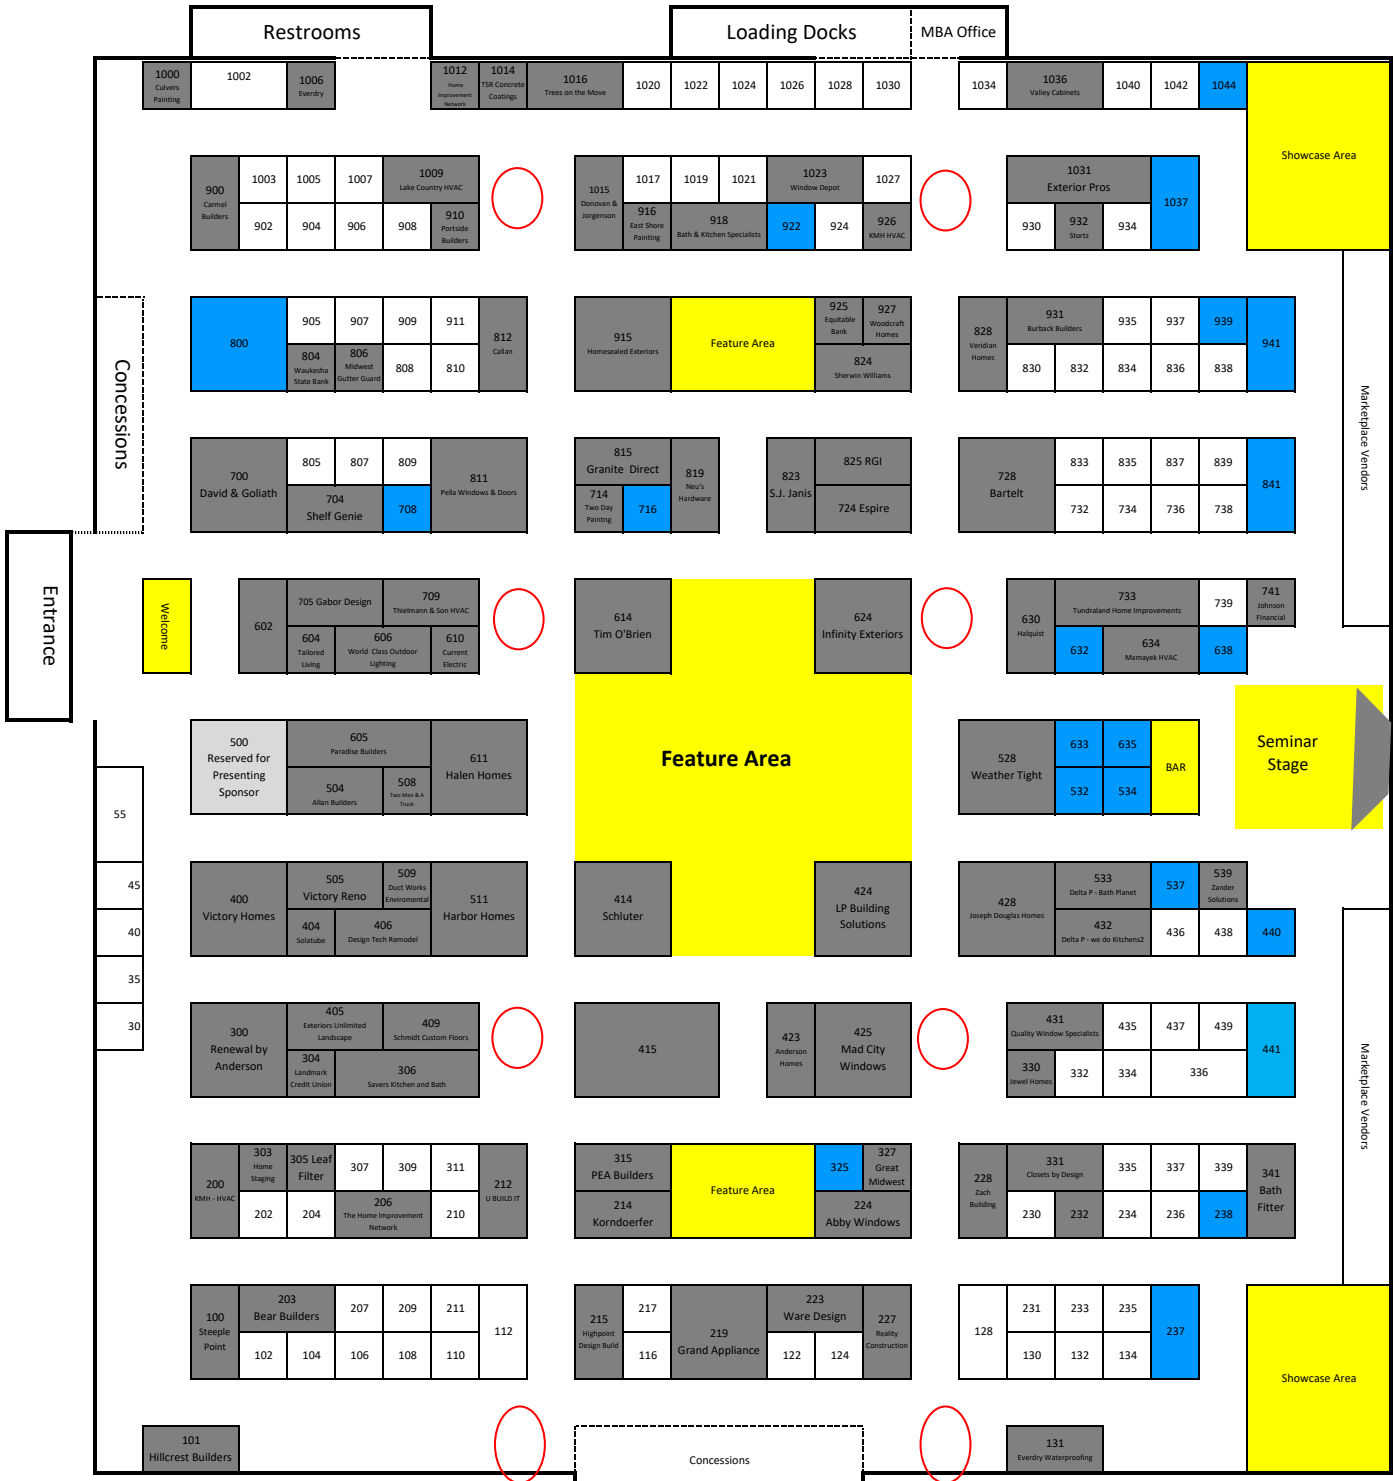 Restrooms
Loading Docks
MBA Office
1000
Culvers
Painting
1002
1006
Everdry
1012
Home
Improvement
Network
1014
TSR Concrete
Coatings
1016
Trees on the Move
1020
1022
1024
1026
1028
1030
1034
1036
Valley Cabinets
1040
1042
1044
Showcase Area
900
Carmel
Builders
1003
1005
1007
1009
Lake Country HVAC
902
904
906
908
910
Portside
Builders
1015
Donovan &
Jorgenson
1017
1019
1021
1023
Window Depot
1027
916
East Shore
Painting
918
Bath & Kitchen Specialists
922
924
926
KMH HVAC
1031
Exterior Pros
1037
930
932
Stortz
934
Concessions
800
905
907
909
911
812
Callan
804
Waukesha
State Bank
806
Midwest
Gutter Guard
808
810
915
Homesealed Exteriors
Feature Area
925
Equitable
Bank
927
Woodcraft
Homes
824
Sherwin Williams
828
Veridian
Homes
931
Burback Builders
935
937
939
941
830
832
834
836
838
Marketplace Vendors
700
David & Goliath
805
807
809
811
Pella Windows & Doors
704
Shelf Genie
708
815
Granite Direct
819
Neu's
Hardware
714
Two Day
Paintng
716
823
S.J. Janis
825 RGI
724 Espire
728
Bartelt
833
835
837
839
841
732
734
736
738
Entrance
Welcome
602
705 Gabor Design
709
Thielmann & Son HVAC
604
Tailored
Living
606
World Class Outdoor
Lighting
610
Current
Electric
614
Tim O'Brien
624
Infinity Exteriors
630
Halquist
733
Tundraland Home Improvements
739
741
Johnson
Financial
632
634
Mamayek HVAC
638
500
Reserved for
Presenting
Sponsor
605
Paradise Builders
611
Halen Homes
504
Allan Builders
508
Two Men & A
Truck
Feature Area
528
Weather Tight
633
635
BAR
532
534
Seminar
Stage
55
45
40
35
30
400
Victory Homes
505
Victory Reno
509
Duct Works
Enviromental
511
Harbor Homes
404
Solatube
406
Design Tech Remodel
414
Schluter
424
LP Building
Solutions
428
Joseph Douglas Homes
533
Delta P - Bath Planet
537
539
Zander
Solutions
432
Delta P - we do Kitchens2
436
438
440
300
Renewal by
Anderson
405
Exteriors Unlimited
Landscape
409
Schmidt Custom Floors
304
Landmark
Credit Union
306
Savers Kitchen and Bath
415
423
Anderson
Homes
425
Mad City
Windows
431
Quality Window Specialists
435
437
439
441
330
Jewel Homes
332
334
336
Marketplace Vendors
200
KMH - HVAC
303
Home
Staging
305 Leaf
Filter
307
309
311
212
U BUILD IT
202
204
206
The Home Improvement
Network
210
315
PEA Builders
Feature Area
325
327
Great
Midwest
214
Korndoerfer
224
Abby Windows
228
Zach
Building
331
Closets by Design
335
337
339
341
Bath
Fitter
230
232
234
236
238
100
Steeple
Point
203
Bear Builders
207
209
211
112
102
104
106
108
110
215
Highpoint
Design Build
217
219
Grand Appliance
223
Ware Design
227
Reality
Construction
116
122
124
128
231
233
235
237
130
132
134
Showcase Area
101
Hillcrest Builders
Concessions
131
Everdry Waterproofing